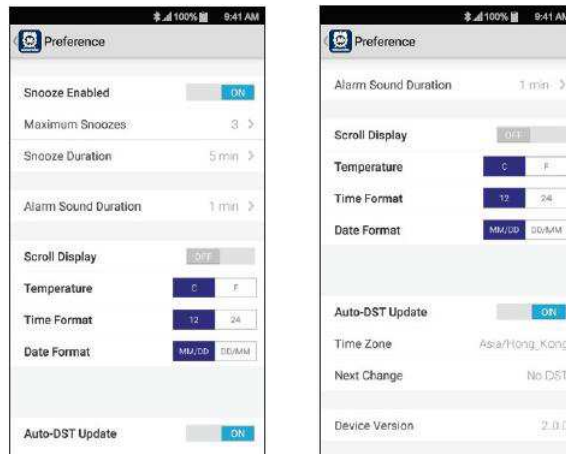 100% 9:41 AM
Preference
Snooze Enabled ON
Maximum Snoozes 3 >
Snooze Duration 5 min >
Alarm Sound Duration 1 min >
Scroll Display OFF
Temperature C F
Time Format 12 24
Date Format MM/DD DD/MM
Auto-DST Update ON
100% 9:41 AM
Preference
Alarm Sound Duration 1 min >
Scroll Display OFF
Temperature C F
Time Format 12 24
Date Format MM/DD DD/MM
Auto-DST Update ON
Time Zone Asia/Hong_Kong
Next Change No DST
Device Version 2.0.0